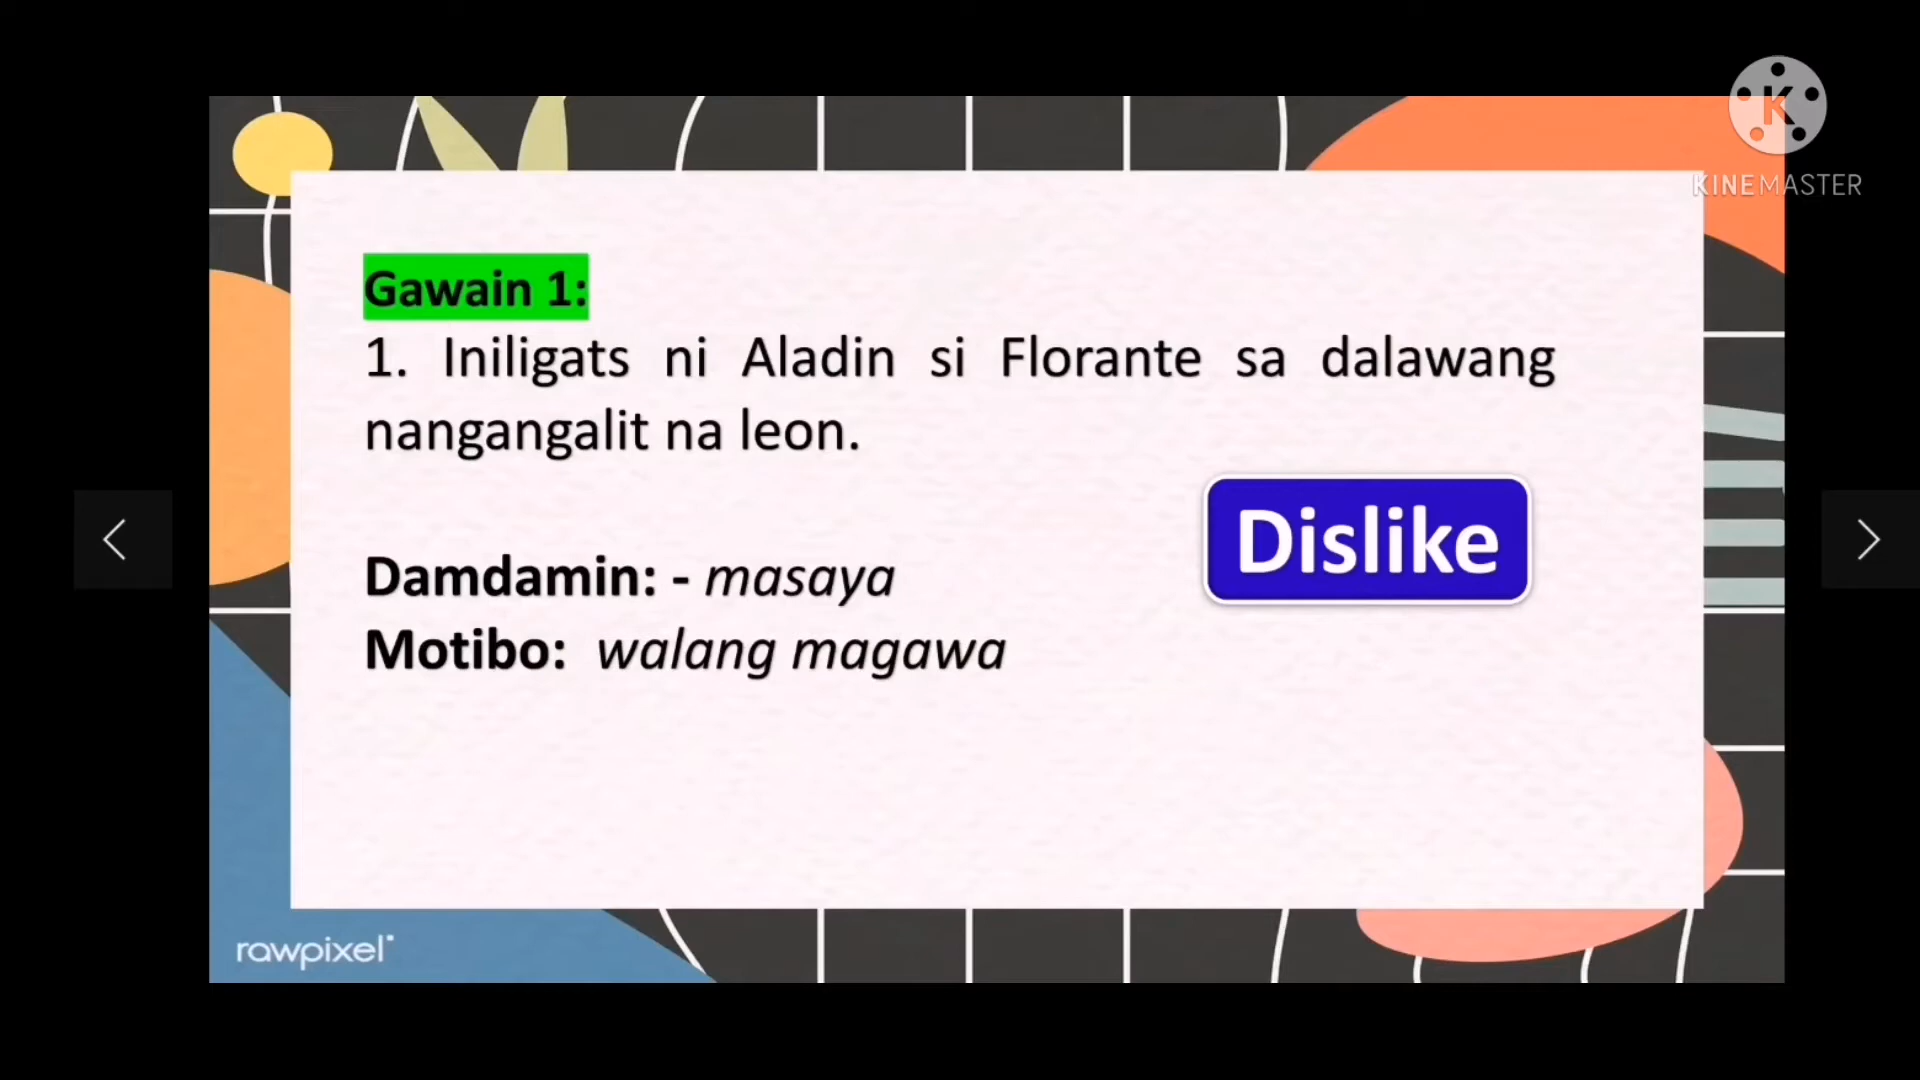 KINEMASTER
Gawain 1:
1. Iniligats ni Aladin si Florante sa dalawang
nangangalit na leon.
Dislike
Damdamin: - masaya
Motibo: walang magawa
rawpixel